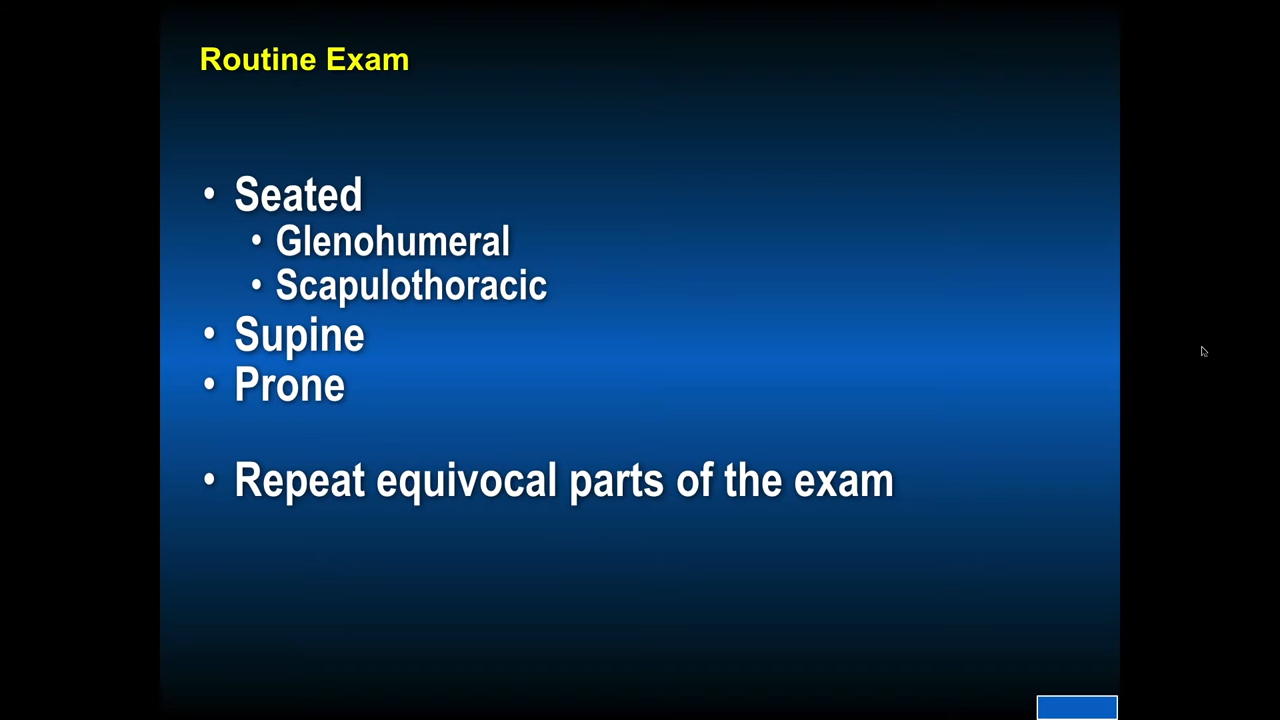 Routine Exam
• Seated
• Glenohumeral
• Scapulothoracic
• Supine
• Prone
• Repeat equivocal parts of the exam